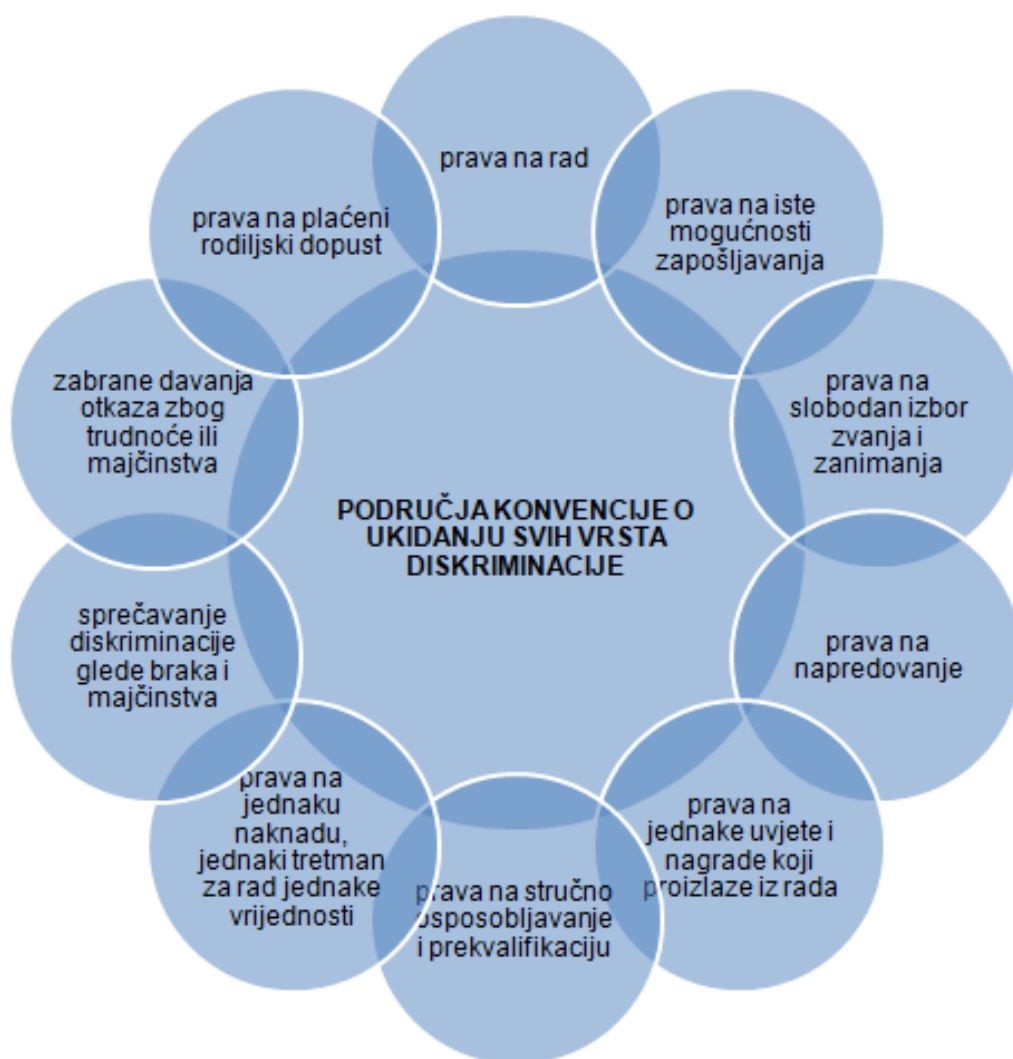 prava na rad
prava na iste
mogućnosti
zapošljavanja
prava na
slobodan izbor
zvanja i
zanimanja
prava na
napredovanje
prava na
jednake uvjete i
nagrade koji
proizlaze iz rada
prava na stručno
osposobljavanje
i prekvalifikaciju
prava na
jednaku
naknadu,
jednaki tretman
za rad jednake
vrijednosti
sprečavanje
diskriminacije
glede braka i
majčinstva
zabrane davanja
otkaza zbog
trudnoće ili
majčinstva
prava na plaćeni
rodiljski dopust
PODRUČJA KONVENCIJE O
UKIDANJU SVIH VRSTA
DISKRIMINACIJE